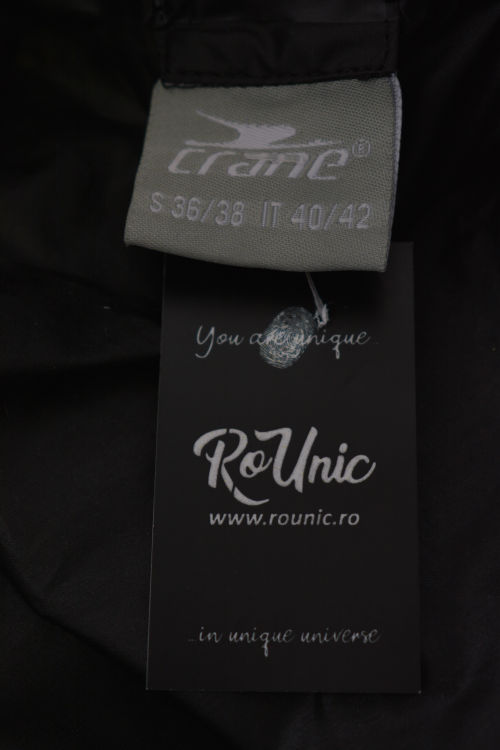 crane®
S 36/38 IT 40/42
You are unique
RoUnic
www.rounic.ro
...in unique universe